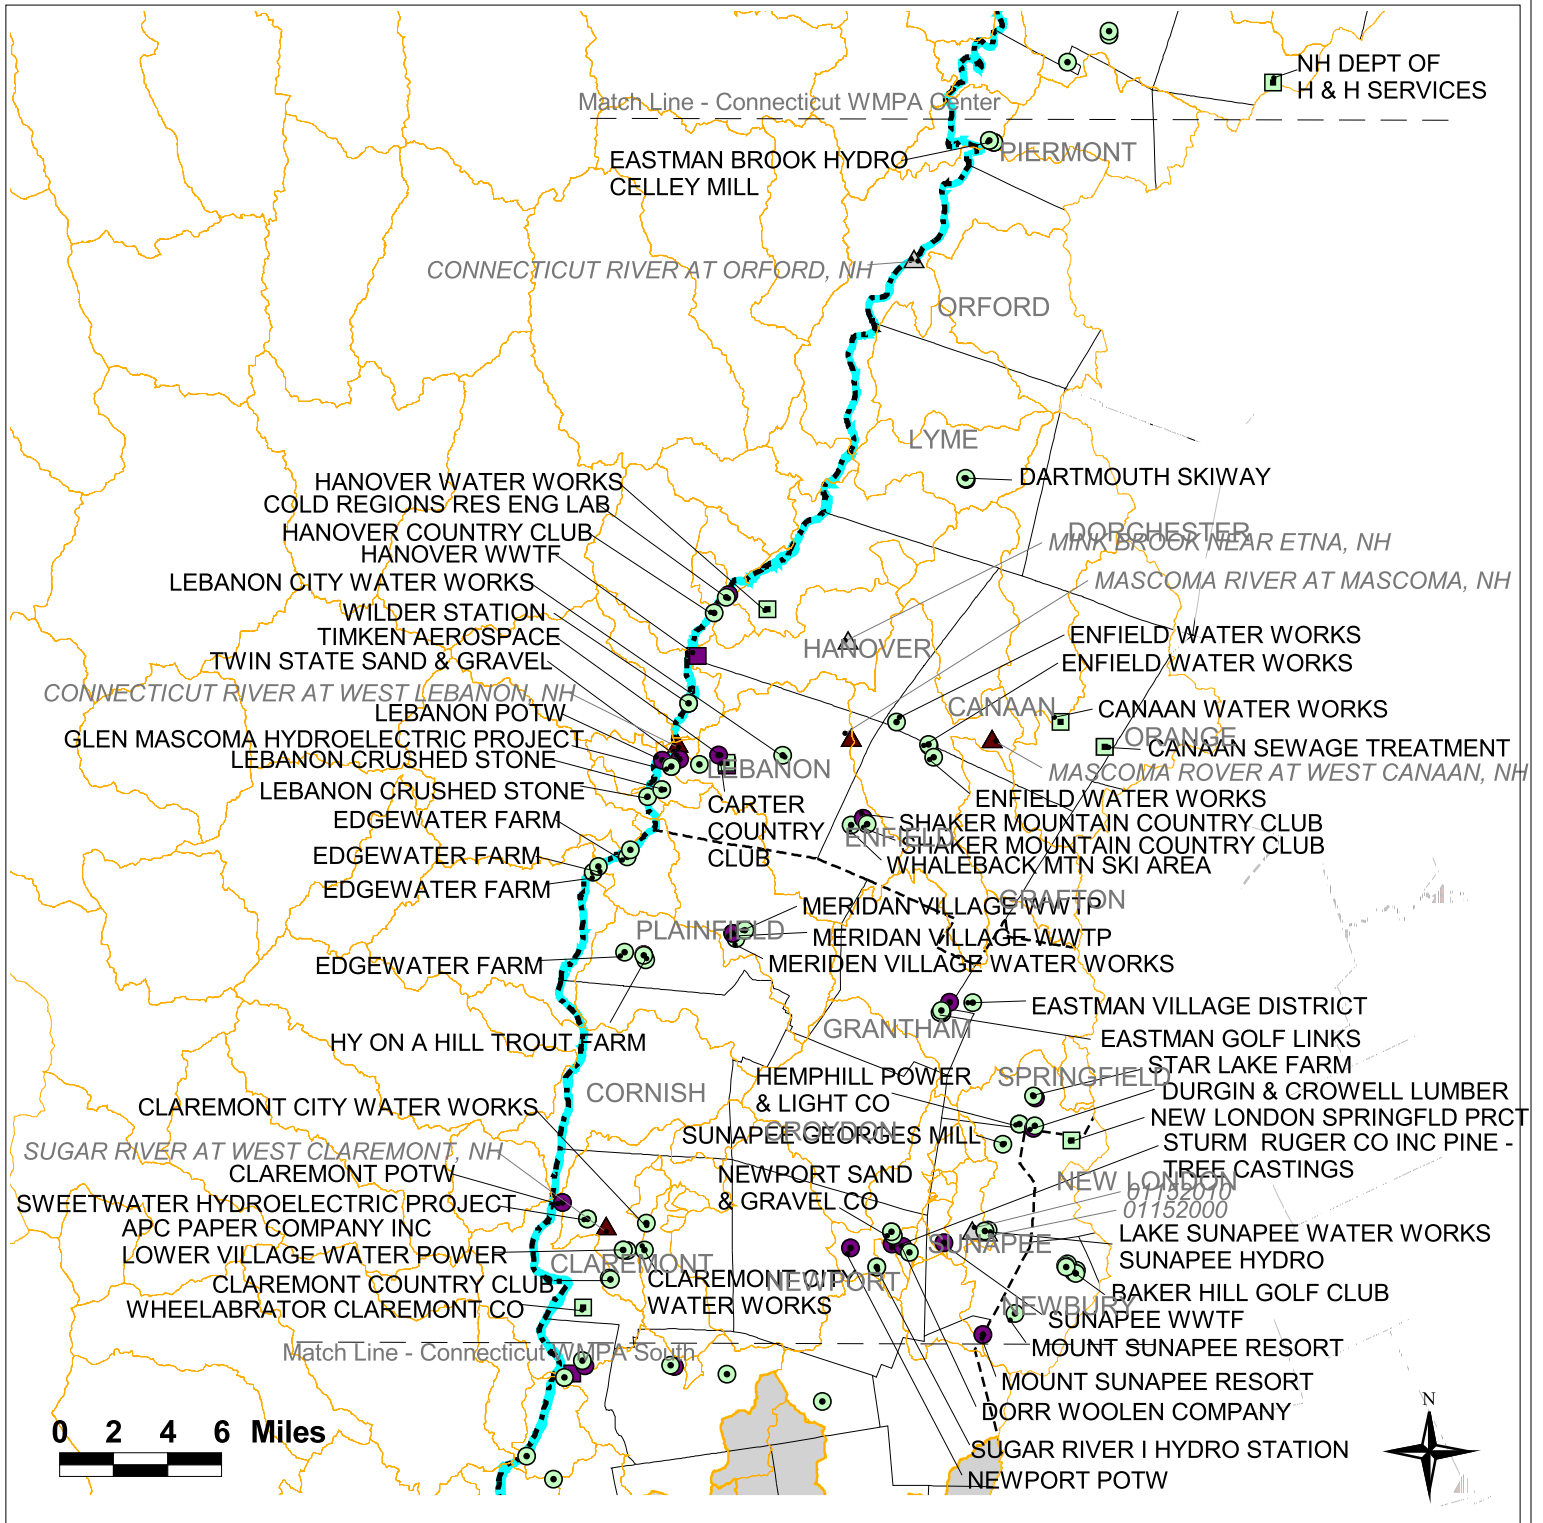 NH DEPT OF
H & H SERVICES
Match Line - Connecticut WMPA Center
PIERMONT
EASTMAN BROOK HYDRO
CELLEY MILL
CONNECTICUT RIVER AT ORFORD, NH
ORFORD
LYME
DARTMOUTH SKIWAY
HANOVER WATER WORKS
COLD REGIONS RES ENG LAB
HANOVER COUNTRY CLUB
HANOVER WWTF
DORCHESTER
MINK BROOK NEAR ETNA, NH
LEBANON CITY WATER WORKS
MASCOMA RIVER AT MASCOMA, NH
WILDER STATION
TIMKEN AEROSPACE
ENFIELD WATER WORKS
HANOVER
TWIN STATE SAND & GRAVEL
ENFIELD WATER WORKS
CONNECTICUT RIVER AT WEST LEBANON, NH
LEBANON POTW
CANAAN
CANAAN WATER WORKS
GLEN MASCOMA HYDROELECTRIC PROJECT
ORANGE
LEBANON CRUSHED STONE
CANAAN SEWAGE TREATMENT
LEBANON
MASCOMA ROVER AT WEST CANAAN, NH
LEBANON CRUSHED STONE
ENFIELD WATER WORKS
CARTER
COUNTRY
CLUB
EDGEWATER FARM
SHAKER MOUNTAIN COUNTRY CLUB
ENFIELD
SHAKER MOUNTAIN COUNTRY CLUB
EDGEWATER FARM
WHALEBACK MTN SKI AREA
EDGEWATER FARM
GRAFTON
MERIDAN VILLAGE WWTP
PLAINFIELD
MERIDAN VILLAGE WWTP
EDGEWATER FARM
MERIDEN VILLAGE WATER WORKS
EASTMAN VILLAGE DISTRICT
GRANTHAM
HY ON A HILL TROUT FARM
EASTMAN GOLF LINKS
STAR LAKE FARM
HEMPHILL POWER
& LIGHT CO
SPRINGFIELD
CORNISH
DURGIN & CROWELL LUMBER
CLAREMONT CITY WATER WORKS
NEW LONDON SPRINGFLD PRCT
CROYDON
SUNAPEE GEORGES MILL
STURM  RUGER CO INC PINE -
TREE CASTINGS
SUGAR RIVER AT WEST CLAREMONT, NH
CLAREMONT POTW
NEWPORT SAND
& GRAVEL CO
NEW LONDON
01152010
SWEETWATER HYDROELECTRIC PROJECT
01152000
APC PAPER COMPANY INC
LAKE SUNAPEE WATER WORKS
SUNAPEE
LOWER VILLAGE WATER POWER
SUNAPEE HYDRO
CLAREMONT
CLAREMONT COUNTRY CLUB
CLAREMONT CITY
WATER WORKS
NEWPORT
BAKER HILL GOLF CLUB
WHEELABRATOR CLAREMONT CO
NEWBURY
SUNAPEE WWTF
Match Line - Connecticut WMPA South
MOUNT SUNAPEE RESORT
MOUNT SUNAPEE RESORT
DORR WOOLEN COMPANY
SUGAR RIVER I HYDRO STATION
NEWPORT POTW
0 2 4 6 Miles
N